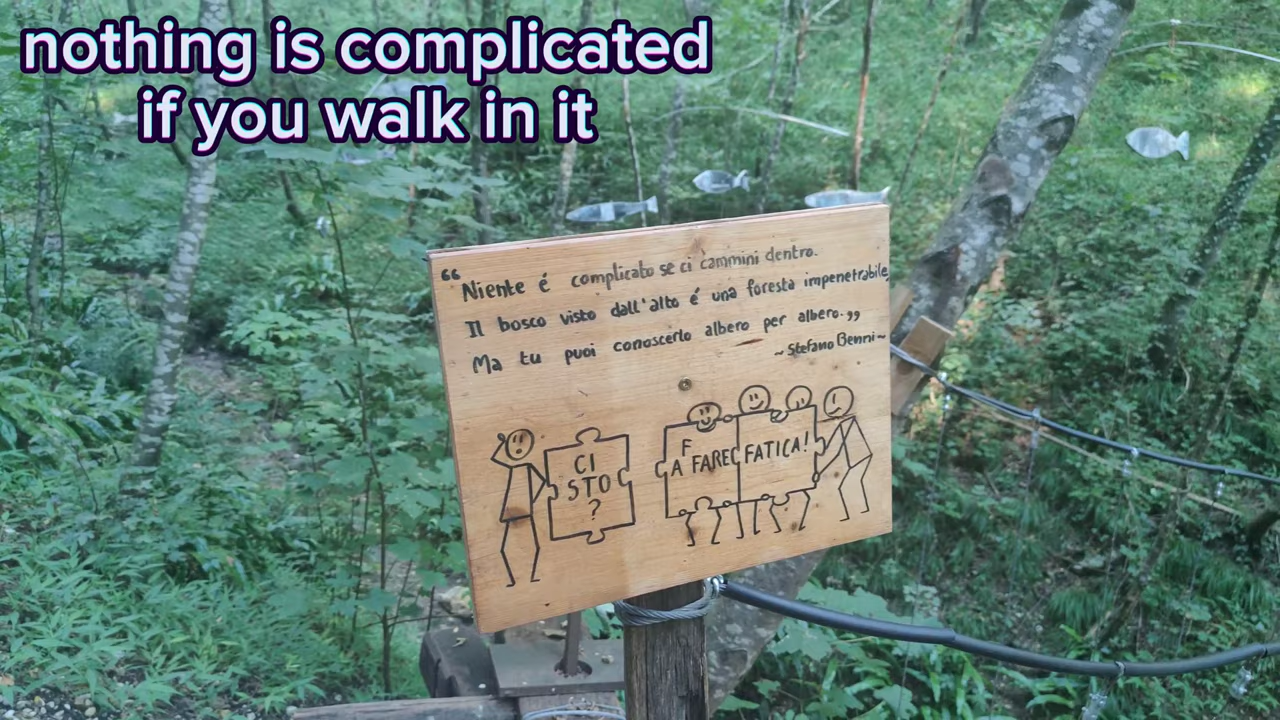 nothing is complicated
if you walk in it
“Niente é complicato se ci cammini dentro.
Il bosco visto dall'alto é una foresta impenetrabile,
Ma tu puoi conoscerlo albero per albero.”
~Stefano Benni~
CI
STO
?
F
A FARE FATICA!